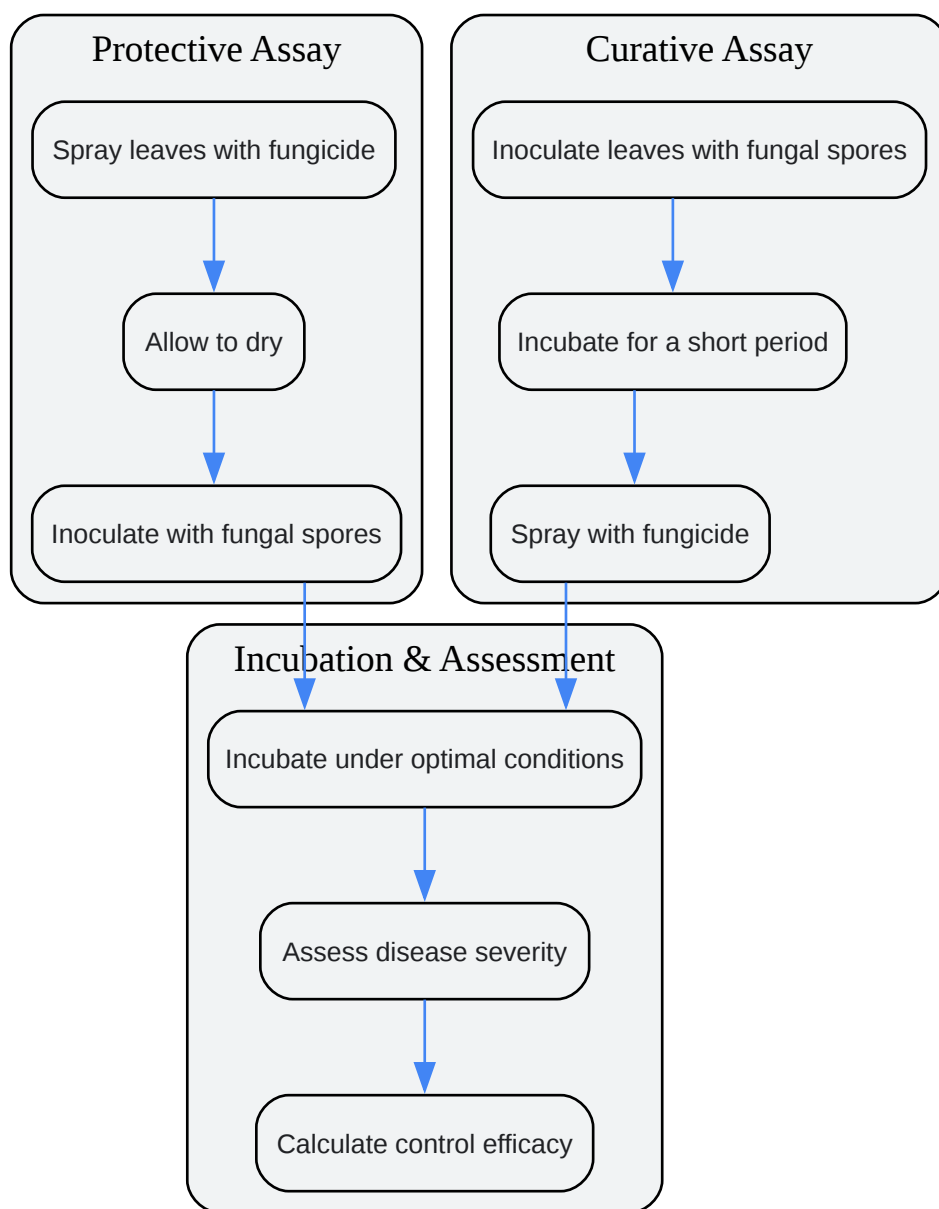 Protective Assay
Spray leaves with fungicide
Allow to dry
Inoculate with fungal spores
Curative Assay
Inoculate leaves with fungal spores
Incubate for a short period
Spray with fungicide
Incubation & Assessment
Incubate under optimal conditions
Assess disease severity
Calculate control efficacy